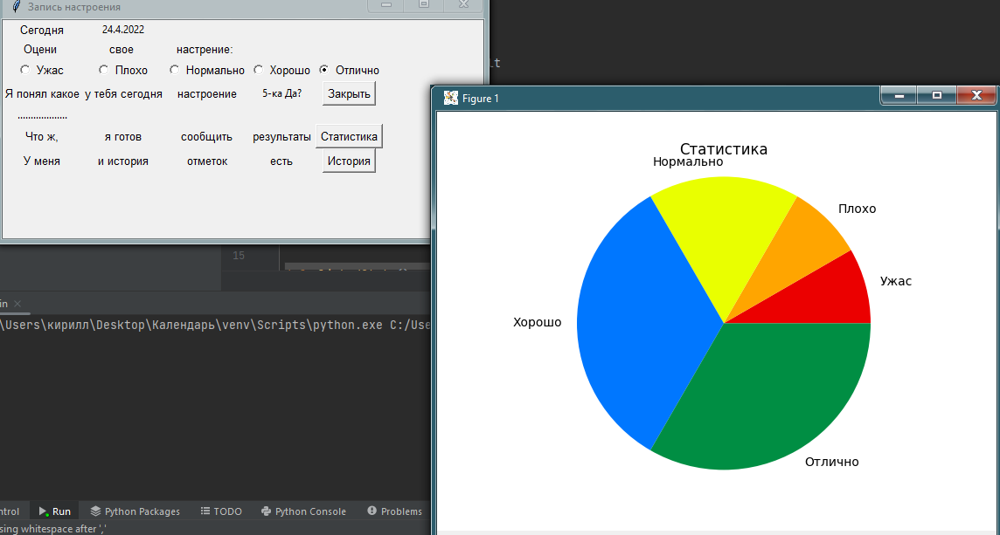 Запись настроения
Сегодня 24.4.2022
Оцени свое настрение:
Ужас Плохо Нормально Хорошо Отлично
Я понял какое у тебя сегодня настроение 5-ка Да? Закрыть
...................
Что ж, я готов сообщить результаты Статистика
У меня и история отметок есть История
lt
Figure 1
Статистика
Нормально
Плохо
Ужас
Хорошо
Отлично
15
in
\Users\кирилл\Desktop\Календарь\venv\Scripts\python.exe C:/Use
ntrol Run Python Packages TODO Python Console Problems
sing whitespace after ','